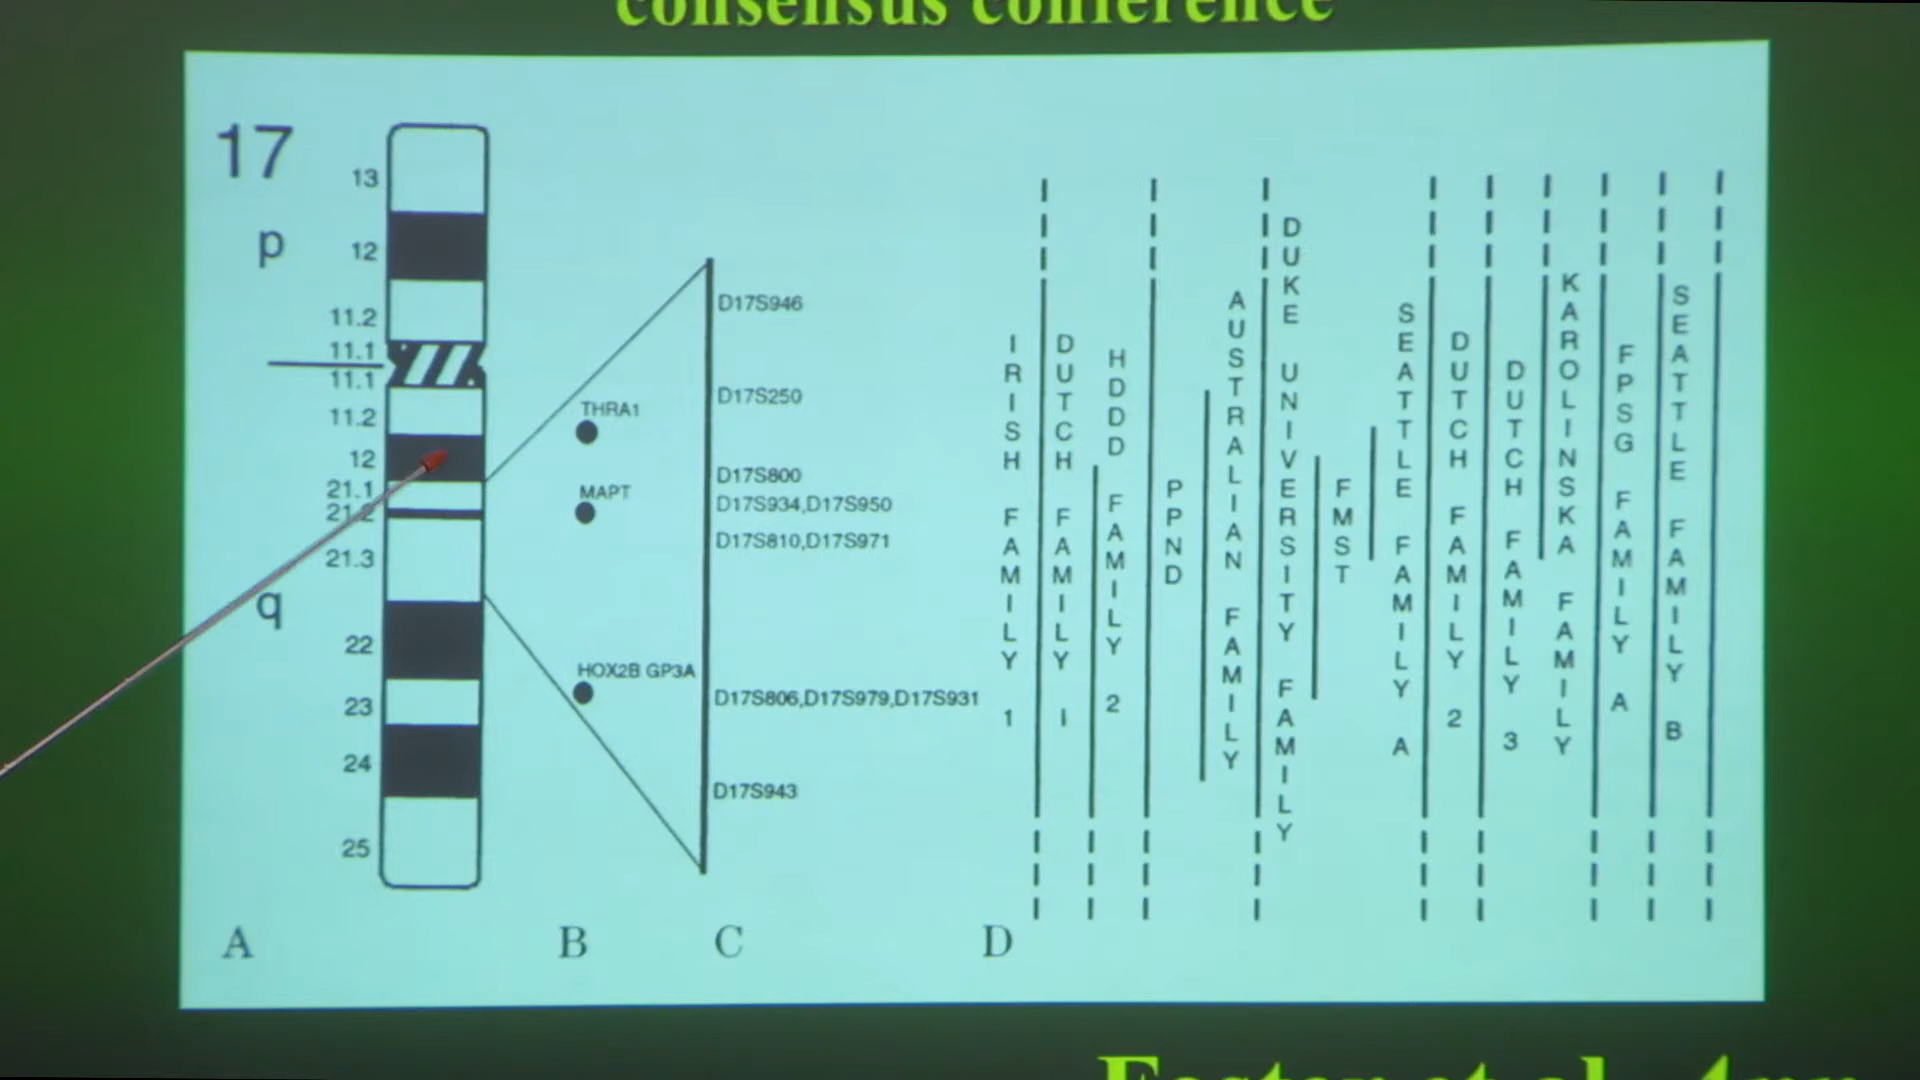 consensus conference
17
p
13
12
11.2
11.1
11.1
11.2
12
21.1
21.2
21.3
q
22
23
24
25
THRA1
MAPT
HOX2B GP3A
D17S946
D17S250
D17S800
D17S934,D17S950
D17S810,D17S971
D17S806,D17S979,D17S931
D17S943
IRISH FAMILY 1
DUTCH FAMILY I
HDDD FAMILY 2
PPND
AUSTRALIAN FAMILY
DUKE UNIVERSITY FAMILY
FMST
SEATTLE FAMILY A
DUTCH FAMILY 2
DUTCH FAMILY 3
KAROLINSKA FAMILY
FPSG FAMILY A
SEATTLE FAMILY B
A
B
C
D
Foster et al